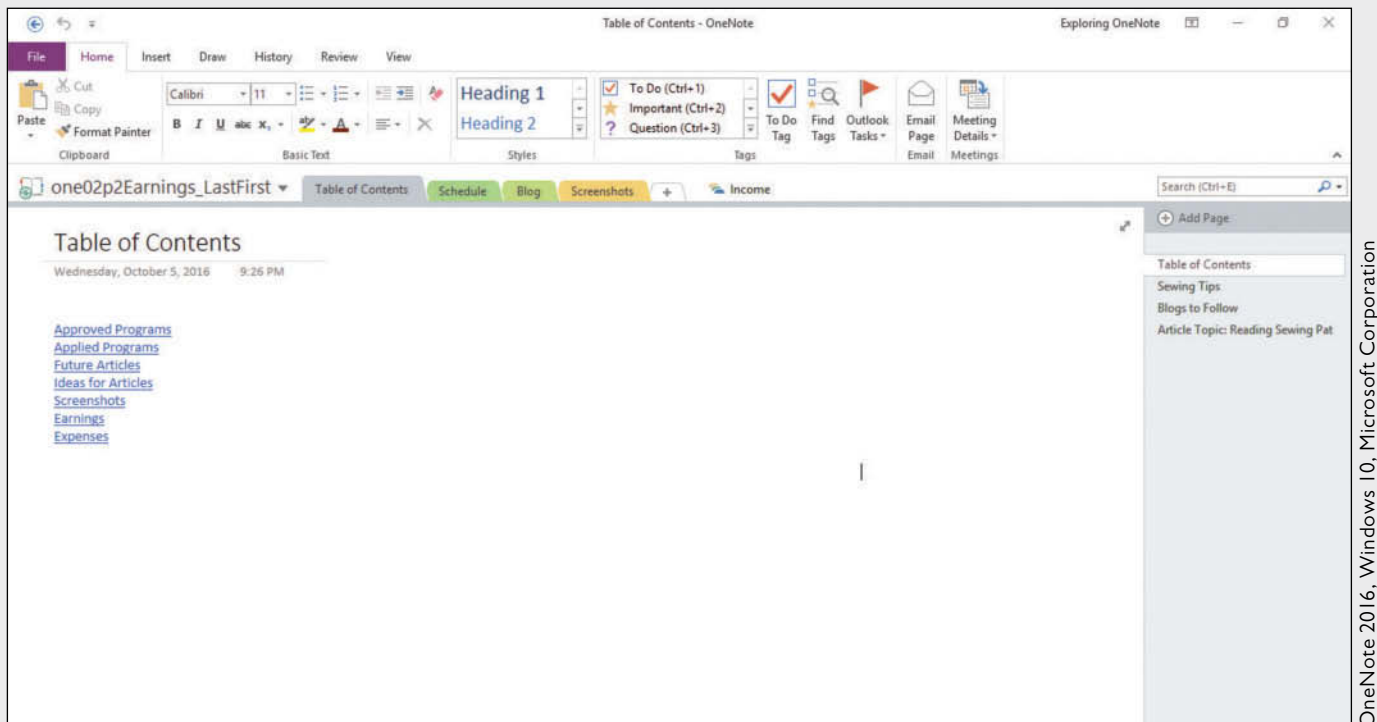 Table of Contents - OneNote
Exploring OneNote
File Home Insert Draw History Review View
Paste
Cut
Copy
Format Painter
Clipboard
Calibri 11
B I U abc X
A
Basic Text
Heading 1
Heading 2
Styles
To Do (Ctrl+1)
Important (Ctrl+2)
? Question (Ctrl+3)
To Do Tag
Find Tags
Outlook Tasks
Tags
Email Page
Email
Meeting Details
Meetings
one02p2Earnings_LastFirst
Table of Contents Schedule Blog Screenshots + Income
Search (Ctrl+E)
Add Page
Table of Contents
Wednesday, October 5, 2016 9:26 PM
Approved Programs
Applied Programs
Future Articles
Ideas for Articles
Screenshots
Earnings
Expenses
Table of Contents
Sewing Tips
Blogs to Follow
Article Topic: Reading Sewing Pat
OneNote 2016, Windows 10, Microsoft Corporation